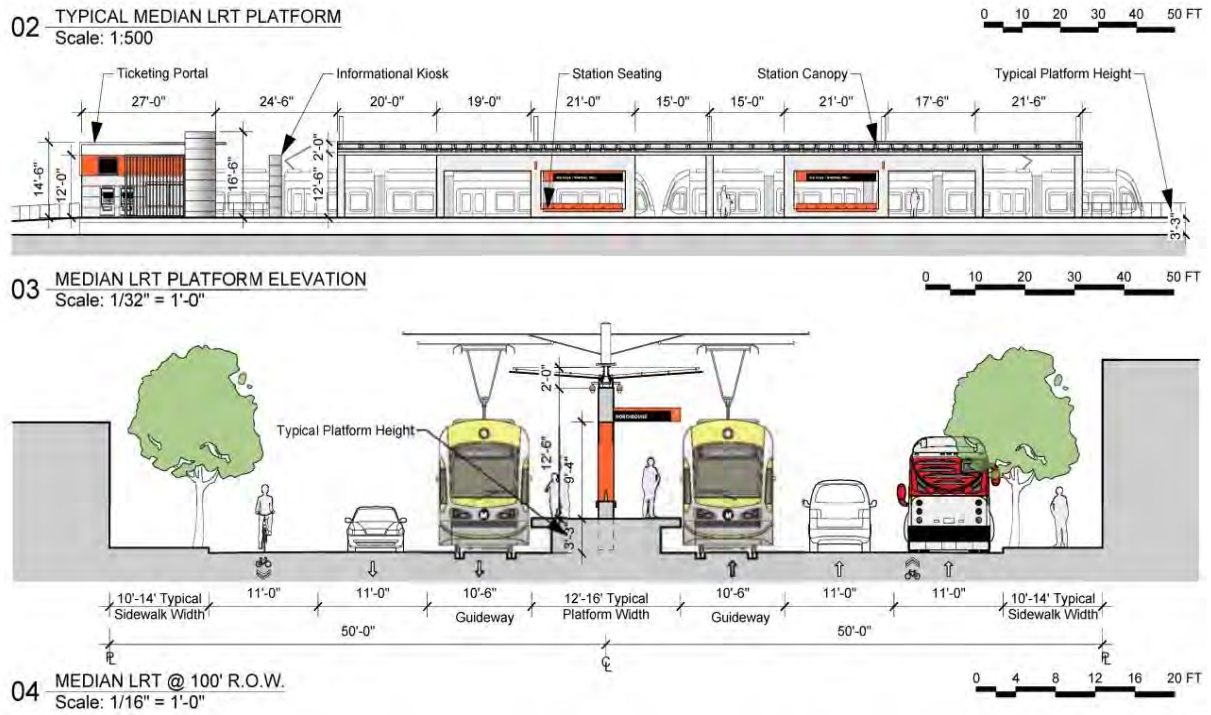 02 TYPICAL MEDIAN LRT PLATFORM
Scale: 1:500
0 10 20 30 40 50 FT
Ticketing Portal
Informational Kiosk
Station Seating
Station Canopy
Typical Platform Height
27'-0"
24'-6"
20'-0"
19'-0"
21'-0"
15'-0"
15'-0"
21'-0"
17'-6"
21'-6"
14'-6"
12'-0"
16'-6"
2'-0"
12'-6"
3'-3"
03 MEDIAN LRT PLATFORM ELEVATION
Scale: 1/32" = 1'-0"
0 10 20 30 40 50 FT
2'-0"
NORTHBOUND
Typical Platform Height
12'-6"
9'-4"
3'-3"
10'-14' Typical
Sidewalk Width
11'-0"
11'-0"
10'-6"
Guideway
12'-16' Typical
Platform Width
10'-6"
Guideway
11'-0"
11'-0"
10'-14' Typical
Sidewalk Width
50'-0"
50'-0"
PL
CL
PL
04 MEDIAN LRT @ 100' R.O.W.
Scale: 1/16" = 1'-0"
0 4 8 12 16 20 FT